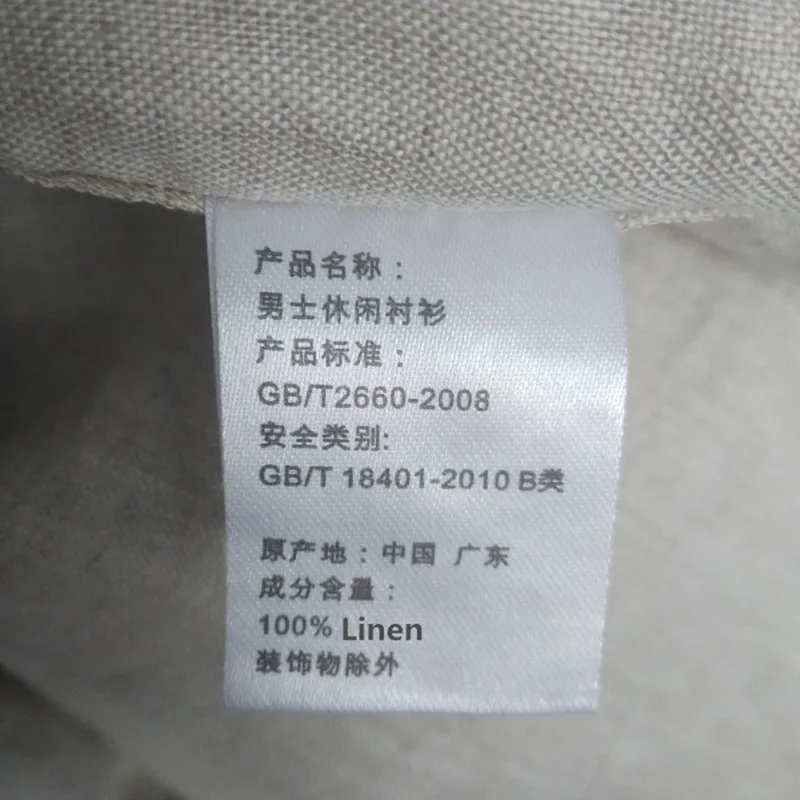 产品名称：
男士休闲衬衫
产品标准：
GB/T2660-2008
安全类别:
GB/T 18401-2010 B类
原产地：中国 广东
成分含量：
100% Linen
装饰物除外